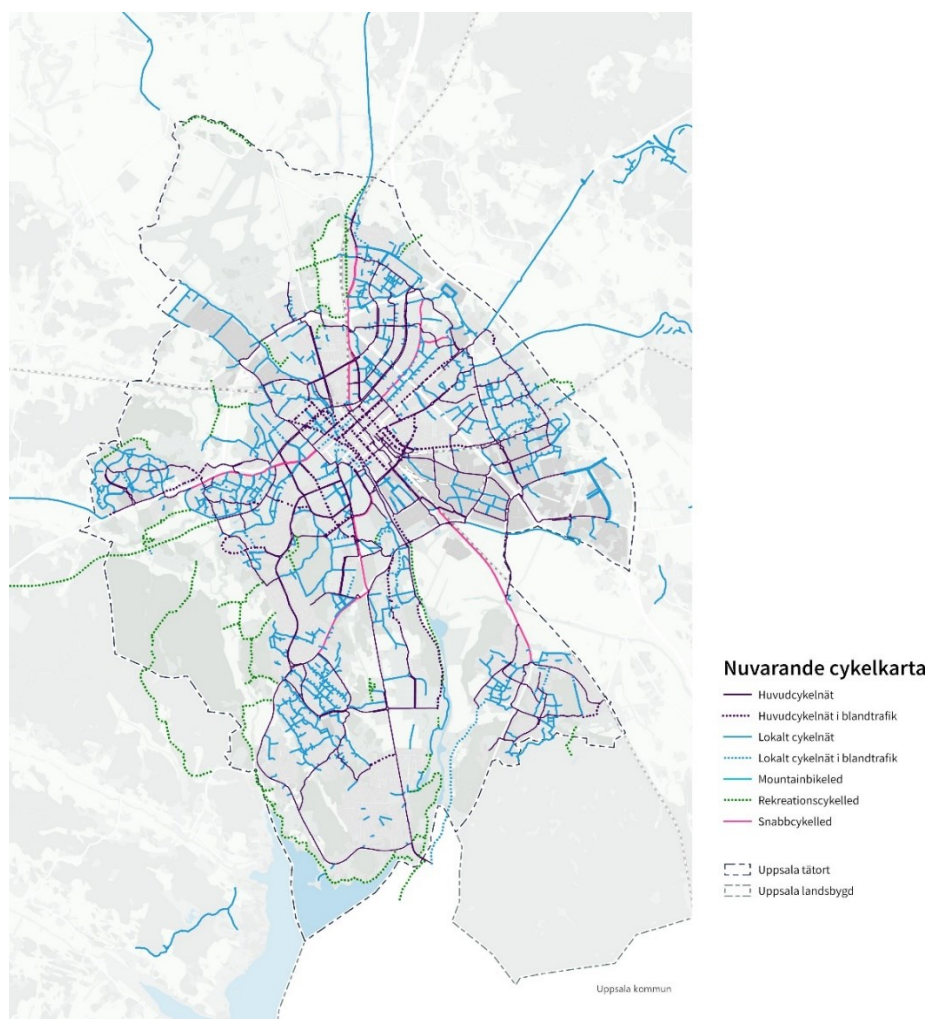 Nuvarande cykelkarta
Huvudcykelnät
Huvudcykelnät i blandtrafik
Lokalt cykelnät
Lokalt cykelnät i blandtrafik
Mountainbikeled
Rekreationscykelled
Snabbcykelled
Uppsala tätort
Uppsala landsbygd
Uppsala kommun